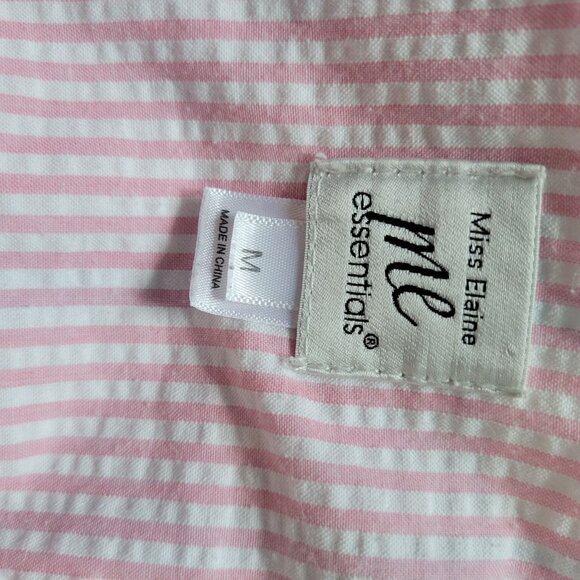 Miss Elaine
me
essentials®
M
MADE IN CHINA